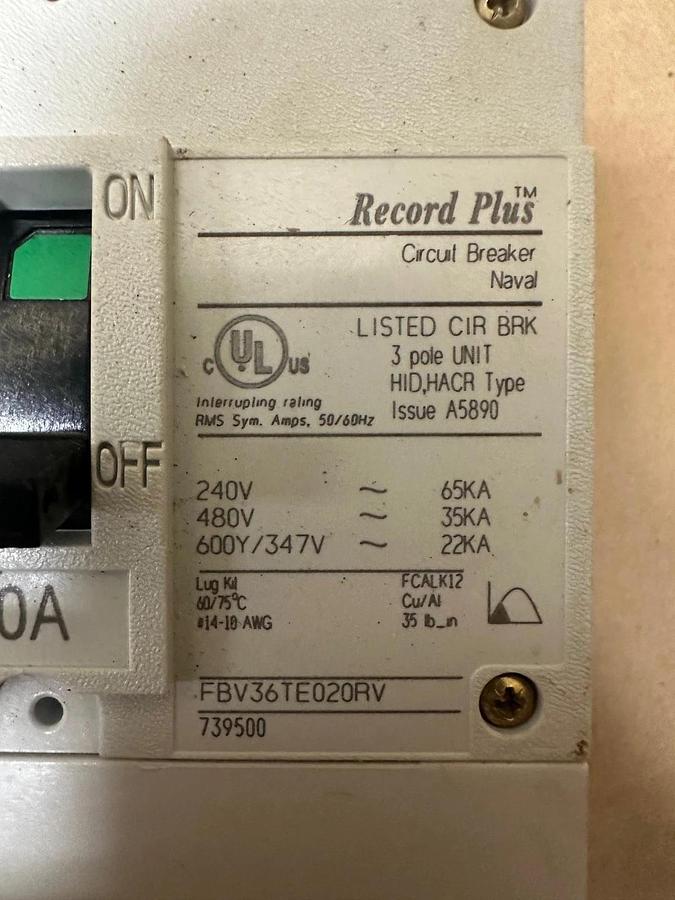 ON
Record Plus™
Circuit Breaker
Naval
C UL US
LISTED CIR BRK
3 pole UNIT
HID,HACR Type
Issue A5890
Interrupting rating
RMS Sym. Amps, 50/60Hz
OFF
240V ~ 65KA
480V ~ 35KA
600Y/347V ~ 22KA
Lug Kit FCALK12
60/75°C Cu/Al
#14-10 AWG 35 lb_in
0A
FBV36TE020RV
739500